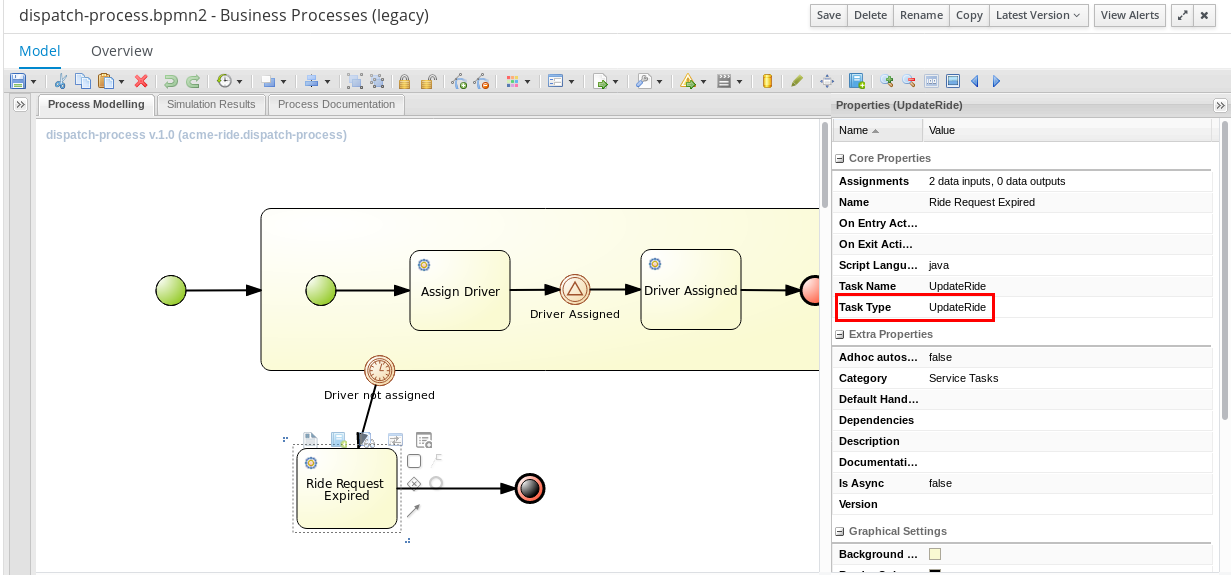 dispatch-process.bpmn2 - Business Processes (legacy)
Save Delete Rename Copy Latest Version View Alerts
Model Overview
Process Modelling Simulation Results Process Documentation
dispatch-process v.1.0 (acme-ride.dispatch-process)
Assign Driver
Driver Assigned
Driver Assigned
Driver not assigned
Ride Request
Expired
Properties (UpdateRide)
Name Value
Core Properties
Assignments 2 data inputs, 0 data outputs
Name Ride Request Expired
On Entry Act...
On Exit Acti...
Script Langu... java
Task Name UpdateRide
Task Type UpdateRide
Extra Properties
Adhoc autos... false
Category Service Tasks
Default Hand...
Dependencies
Description
Documentati...
Is Async false
Version
Graphical Settings
Background ...